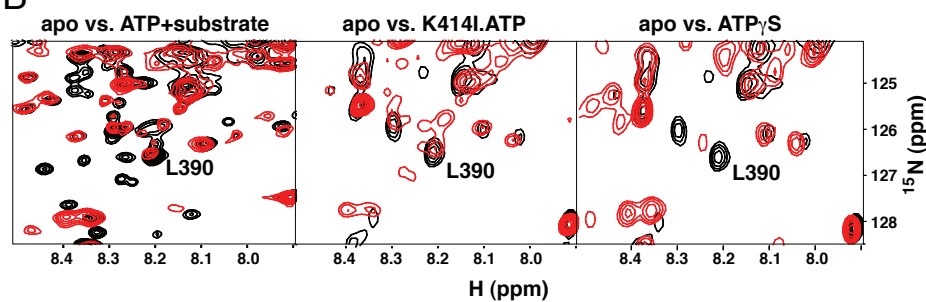 B
apo vs. ATP+substrate apo vs. K414I.ATP apo vs. ATPγS
L390 L390 L390
125
126
127
128
15N (ppm)
8.4 8.3 8.2 8.1 8.0 8.4 8.3 8.2 8.1 8.0 8.4 8.3 8.2 8.1 8.0
H (ppm)